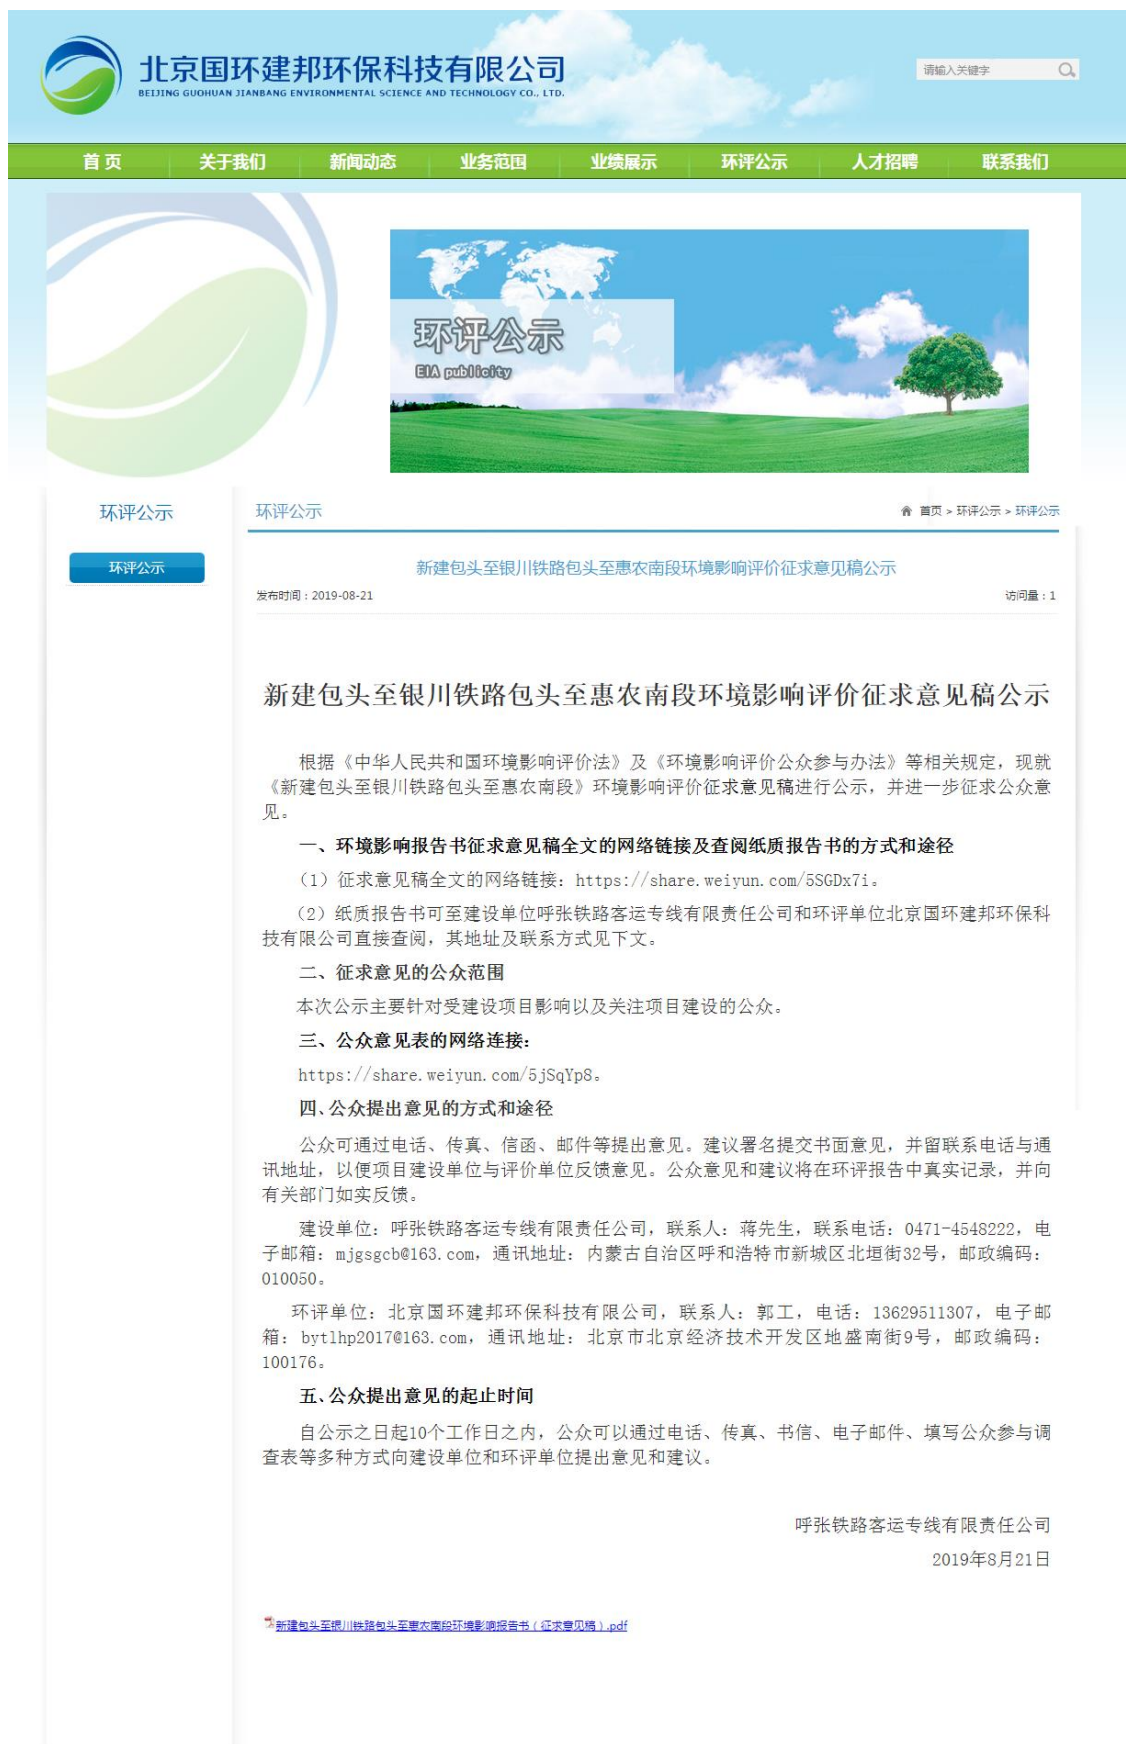 北京国环建邦环保科技有限公司
BEIJING GUOHUAN JIANBANG ENVIRONMENTAL SCIENCE AND TECHNOLOGY CO., LTD.
请输入关键字
首 页 关于我们 新闻动态 业务范围 业绩展示 环评公示 人才招聘 联系我们
环评公示
EIA publicity
环评公示
环评公示
环评公示
首页 > 环评公示 > 环评公示
新建包头至银川铁路包头至惠农南段环境影响评价征求意见稿公示
发布时间：2019-08-21 访问量：1
新建包头至银川铁路包头至惠农南段环境影响评价征求意见稿公示
根据《中华人民共和国环境影响评价法》及《环境影响评价公众参与办法》等相关规定，现就
《新建包头至银川铁路包头至惠农南段》环境影响评价征求意见稿进行公示，并进一步征求公众意
见。
一、环境影响报告书征求意见稿全文的网络链接及查阅纸质报告书的方式和途径
（1）征求意见稿全文的网络链接：https://share.weiyun.com/5SGDx7i。
（2）纸质报告书可至建设单位呼张铁路客运专线有限责任公司和环评单位北京国环建邦环保科
技有限公司直接查阅，其地址及联系方式见下文。
二、征求意见的公众范围
本次公示主要针对受建设项目影响以及关注项目建设的公众。
三、公众意见表的网络连接：
https://share.weiyun.com/5jSqYp8。
四、公众提出意见的方式和途径
公众可通过电话、传真、信函、邮件等提出意见。建议署名提交书面意见，并留联系电话与通
讯地址，以便项目建设单位与评价单位反馈意见。公众意见和建议将在环评报告中真实记录，并向
有关部门如实反馈。
建设单位：呼张铁路客运专线有限责任公司，联系人：蒋先生，联系电话：0471-4548222，电
子邮箱：mjgsgcb@163.com，通讯地址：内蒙古自治区呼和浩特市新城区北垣街32号，邮政编码：
010050。
环评单位：北京国环建邦环保科技有限公司，联系人：郭工，电话：13629511307，电子邮
箱：bytlhp2017@163.com，通讯地址：北京市北京经济技术开发区地盛南街9号，邮政编码：
100176。
五、公众提出意见的起止时间
自公示之日起10个工作日之内，公众可以通过电话、传真、书信、电子邮件、填写公众参与调
查表等多种方式向建设单位和环评单位提出意见和建议。
呼张铁路客运专线有限责任公司
2019年8月21日
新建包头至银川铁路包头至惠农南段环境影响报告书（征求意见稿）.pdf